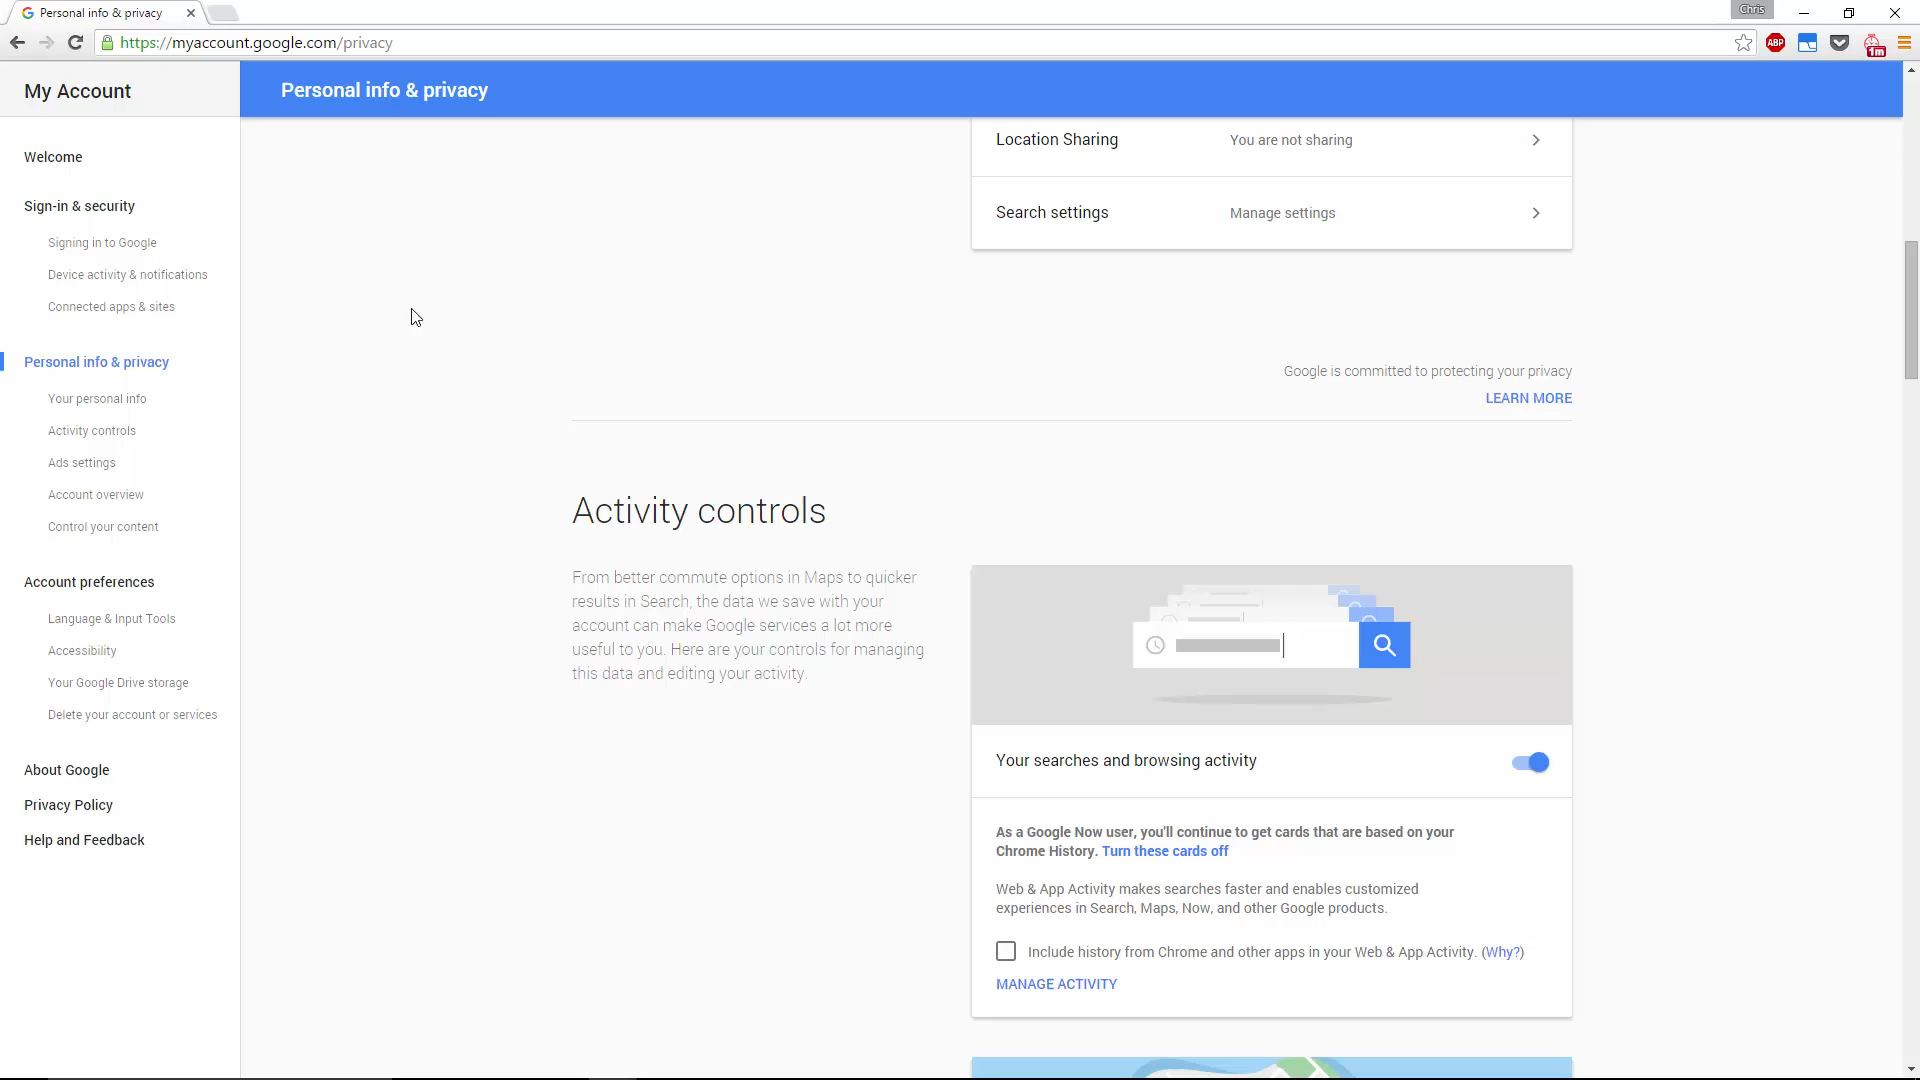 Personal info & privacy
Chris
https://myaccount.google.com/privacy
ABP
1m
My Account
Personal info & privacy
Welcome
Sign-in & security
Signing in to Google
Device activity & notifications
Connected apps & sites
Personal info & privacy
Your personal info
Activity controls
Ads settings
Account overview
Control your content
Account preferences
Language & Input Tools
Accessibility
Your Google Drive storage
Delete your account or services
About Google
Privacy Policy
Help and Feedback
Location Sharing You are not sharing
Search settings Manage settings
Google is committed to protecting your privacy
LEARN MORE
Activity controls
From better commute options in Maps to quicker
results in Search, the data we save with your
account can make Google services a lot more
useful to you. Here are your controls for managing
this data and editing your activity.
Your searches and browsing activity
As a Google Now user, you'll continue to get cards that are based on your
Chrome History. Turn these cards off
Web & App Activity makes searches faster and enables customized
experiences in Search, Maps, Now, and other Google products.
Include history from Chrome and other apps in your Web & App Activity. (Why?)
MANAGE ACTIVITY